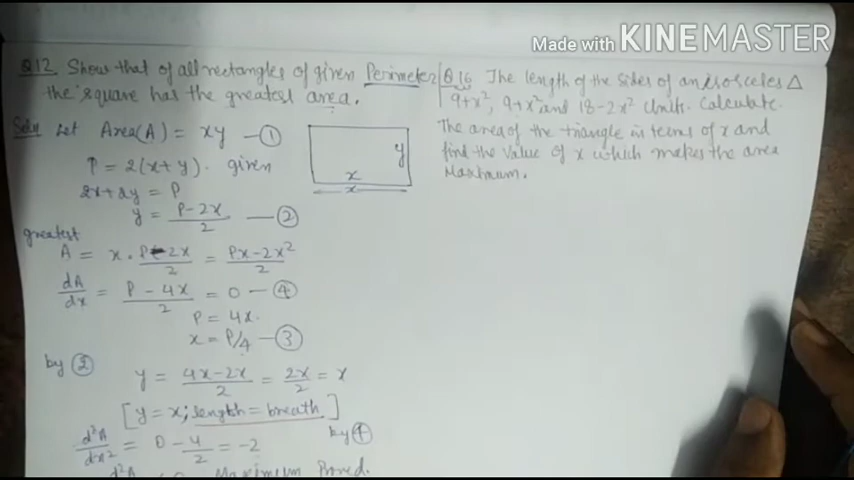 Made with KINEMASTER
Q12 Show that of all rectangles of given Perimeter
the square has the greatest area.
Soln Let Area(A) = xy —①
P = 2(x+y). given
2x+2y = P
y = P-2x/2 —②
greatest
A = x. P-2x/2 = Px-2x²/2
dA/dx = P-4x/2 = 0 —④
P = 4x.
x = P/4 —③
by ②
y = 4x-2x/2 = 2x/2 = x
[y=x; length = breath]
d²A/dx² = 0 - 4/2 = -2 by ④
d²A Maximum Proved.
x
x
y
Q 16 The length of the sides of an isosceles Δ
9+x², 9+x² and 18-2x² Units. Calculate
The area of the triangle in terms of x and
find the value of x which makes the area
Maximum.